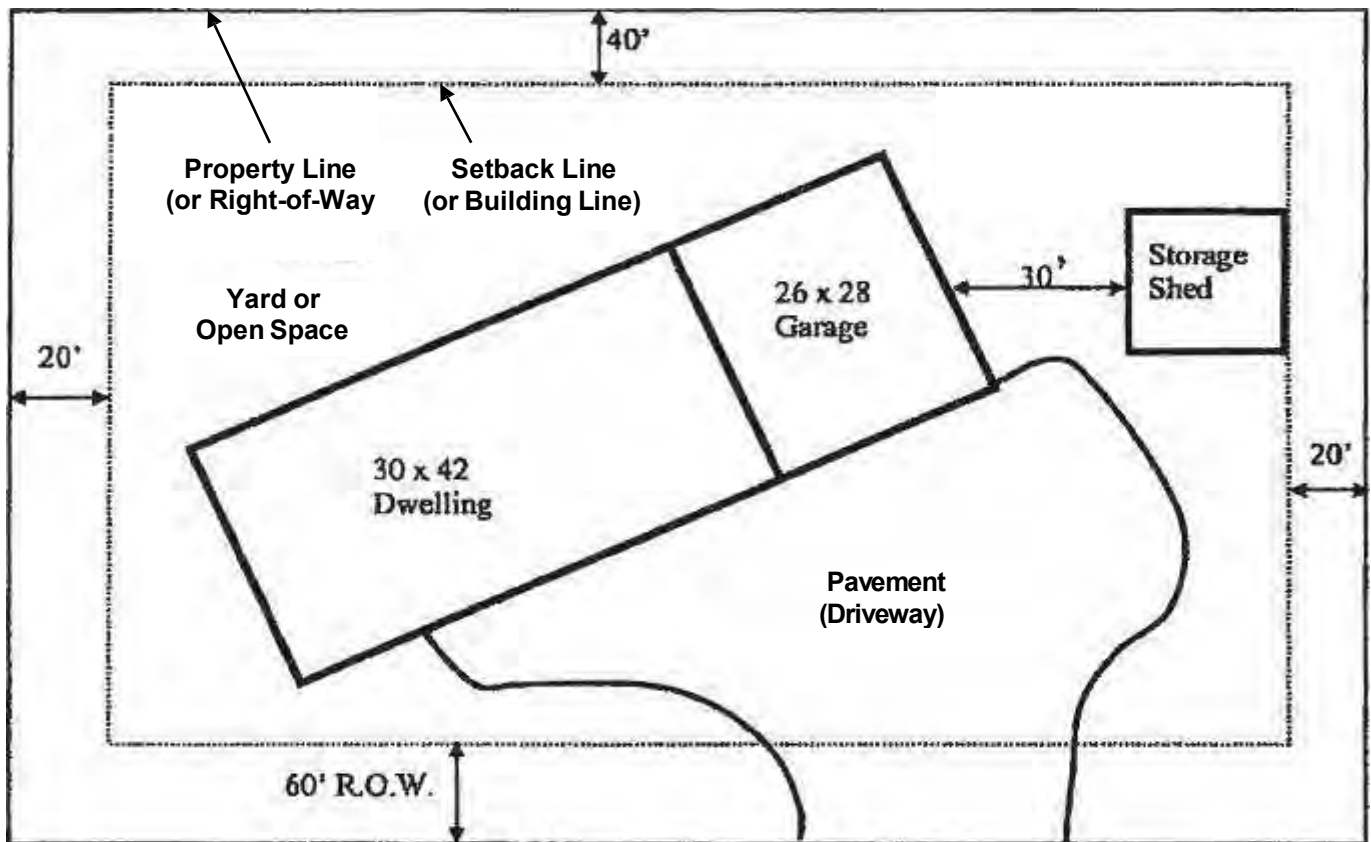 40'
Property Line
(or Right-of-Way
Setback Line
(or Building Line)
Storage
Shed
30'
26 x 28
Garage
Yard or
Open Space
20'
20'
30 x 42
Dwelling
Pavement
(Driveway)
60' R.O.W.